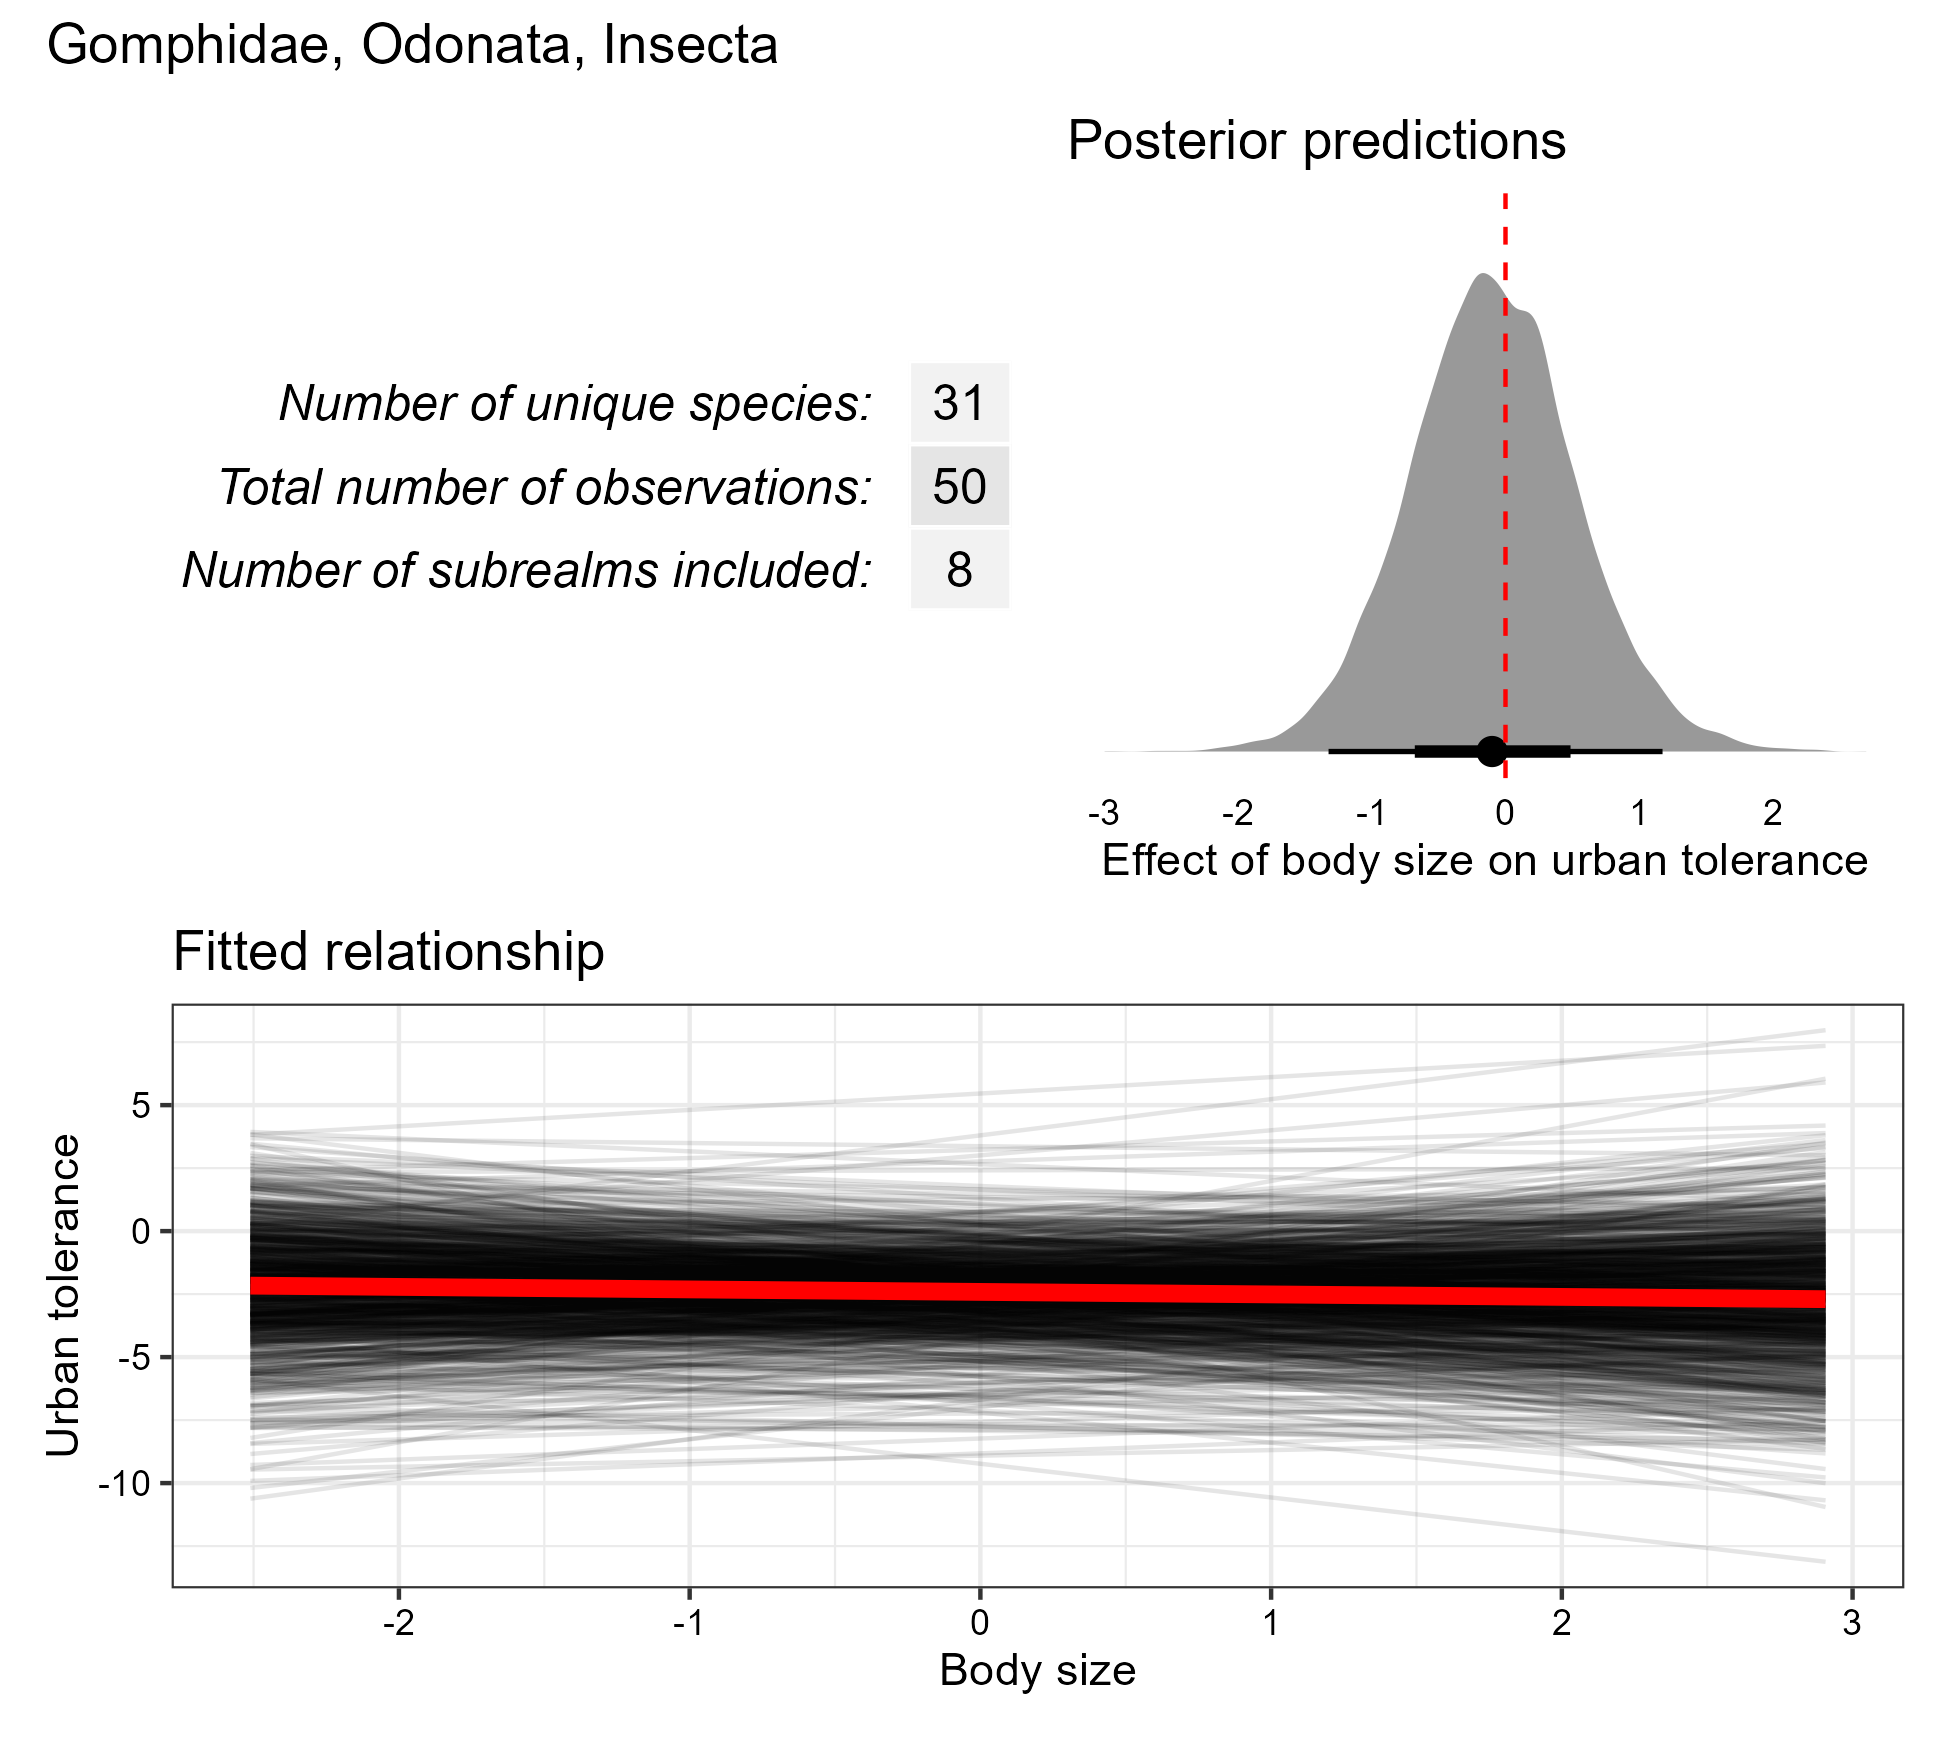 Gomphidae, Odonata, Insecta
Posterior predictions
Number of unique species: 31
Total number of observations: 50
Number of subrealms included: 8
-3 -2 -1 0 1 2
Effect of body size on urban tolerance
Fitted relationship
Urban tolerance
5
0
-5
-10
-2 -1 0 1 2 3
Body size